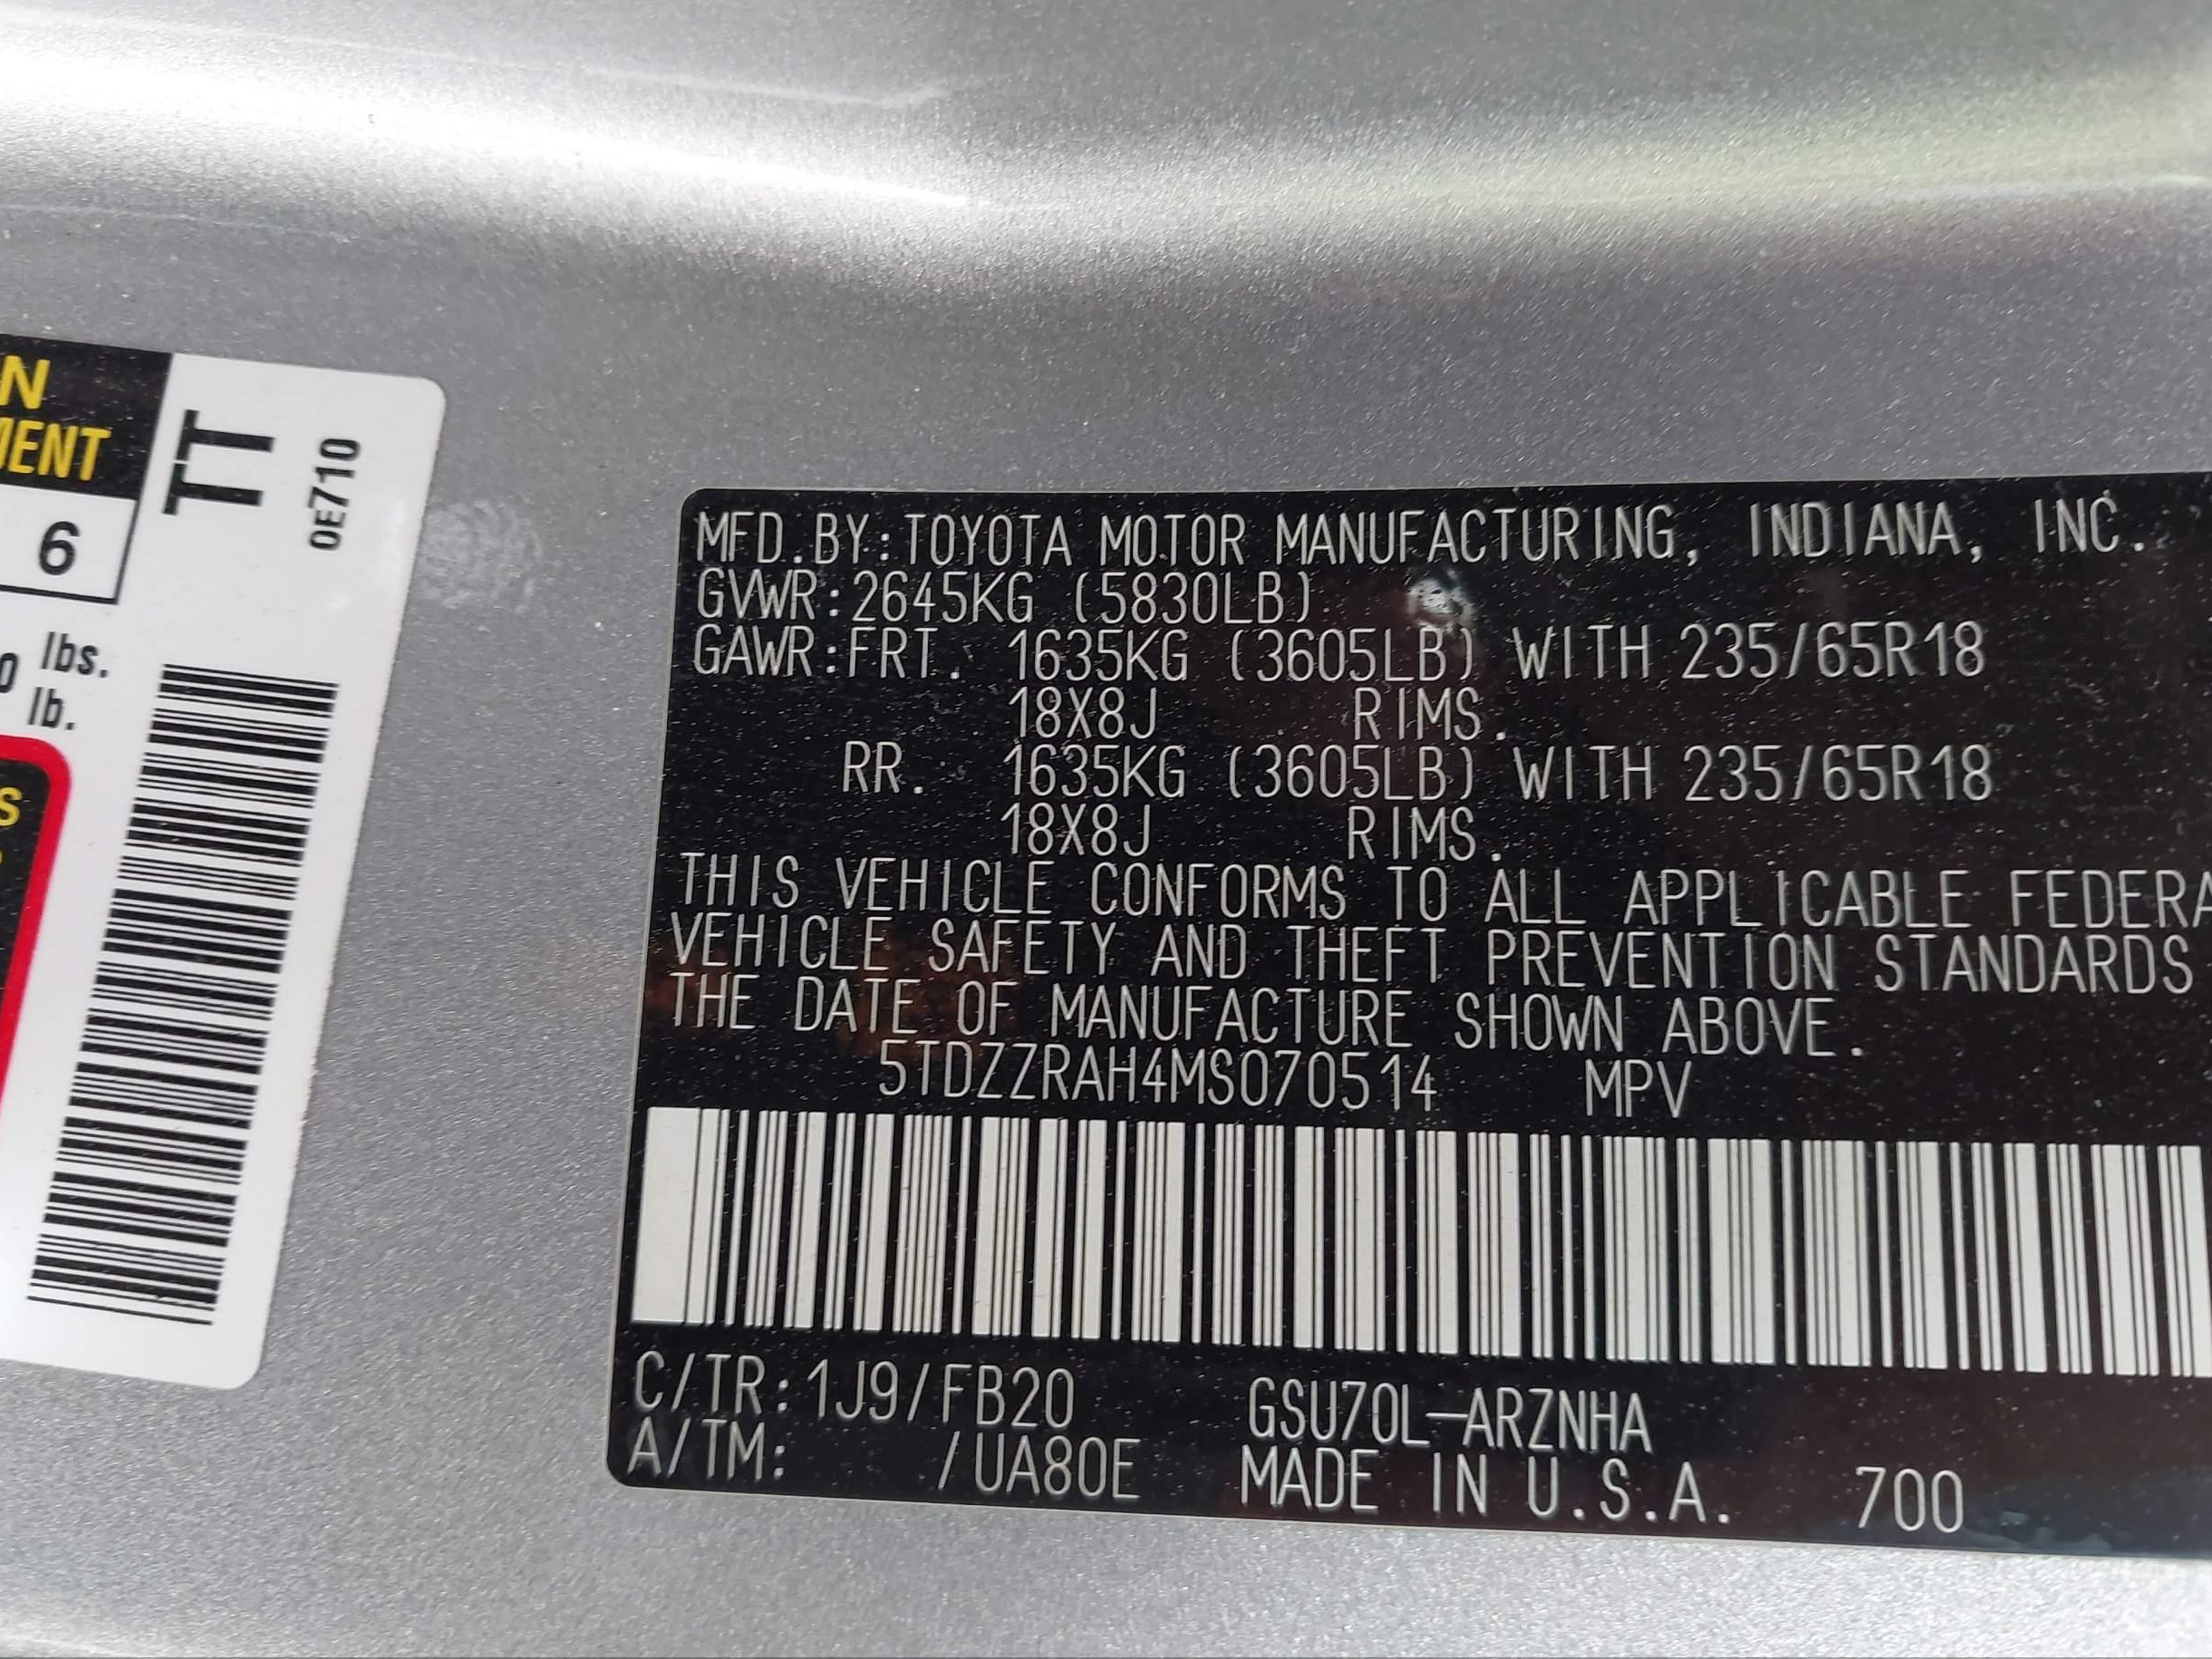 N
MENT
6
0 lbs.
lb.
S
TT
0E710
MFD.BY:TOYOTA MOTOR MANUFACTURING, INDIANA, INC.
GVWR:2645KG (5830LB)
GAWR:FRT. 1635KG (3605LB) WITH 235/65R18
18X8J RIMS.
RR. 1635KG (3605LB) WITH 235/65R18
18X8J RIMS.
THIS VEHICLE CONFORMS TO ALL APPLICABLE FEDERA
VEHICLE SAFETY AND THEFT PREVENTION STANDARDS
THE DATE OF MANUFACTURE SHOWN ABOVE.
5TDZZRAH4MS070514 MPV
C/TR:1J9/FB20 GSU70L-ARZNHA
A/TM: /UA80E MADE IN U.S.A. 700